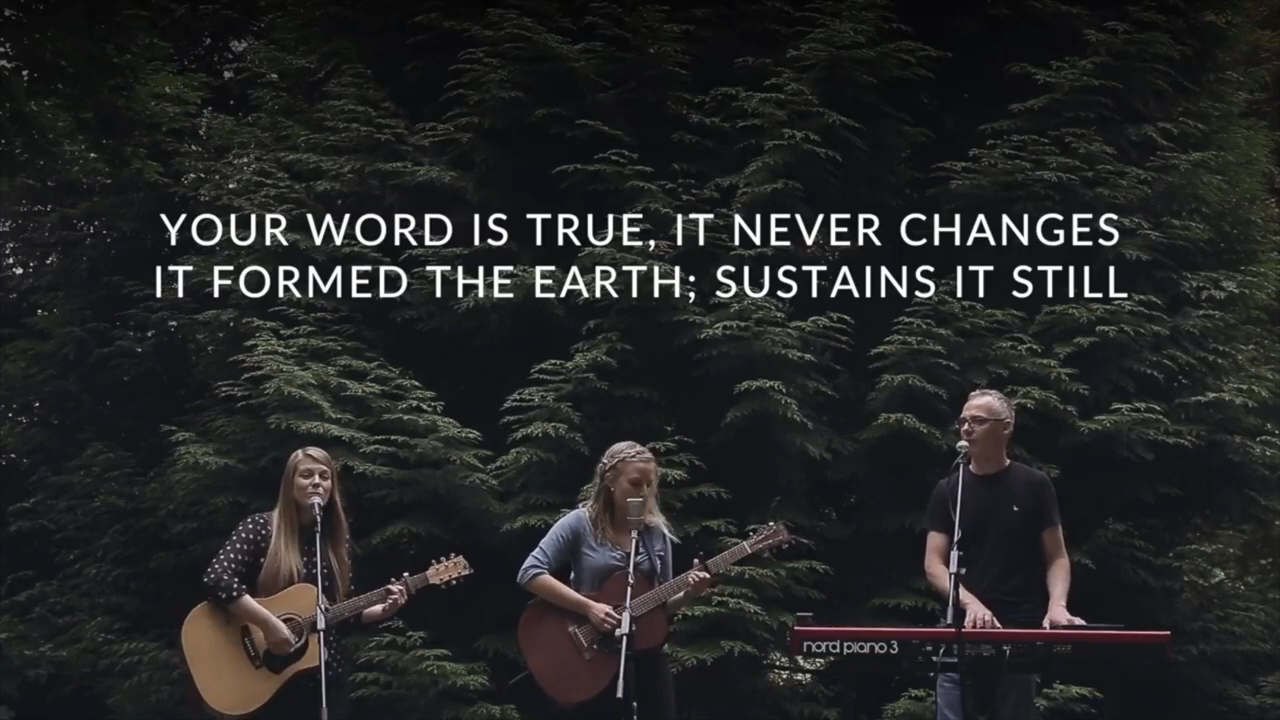 YOUR WORD IS TRUE, IT NEVER CHANGES
IT FORMED THE EARTH; SUSTAINS IT STILL
nord piano 3